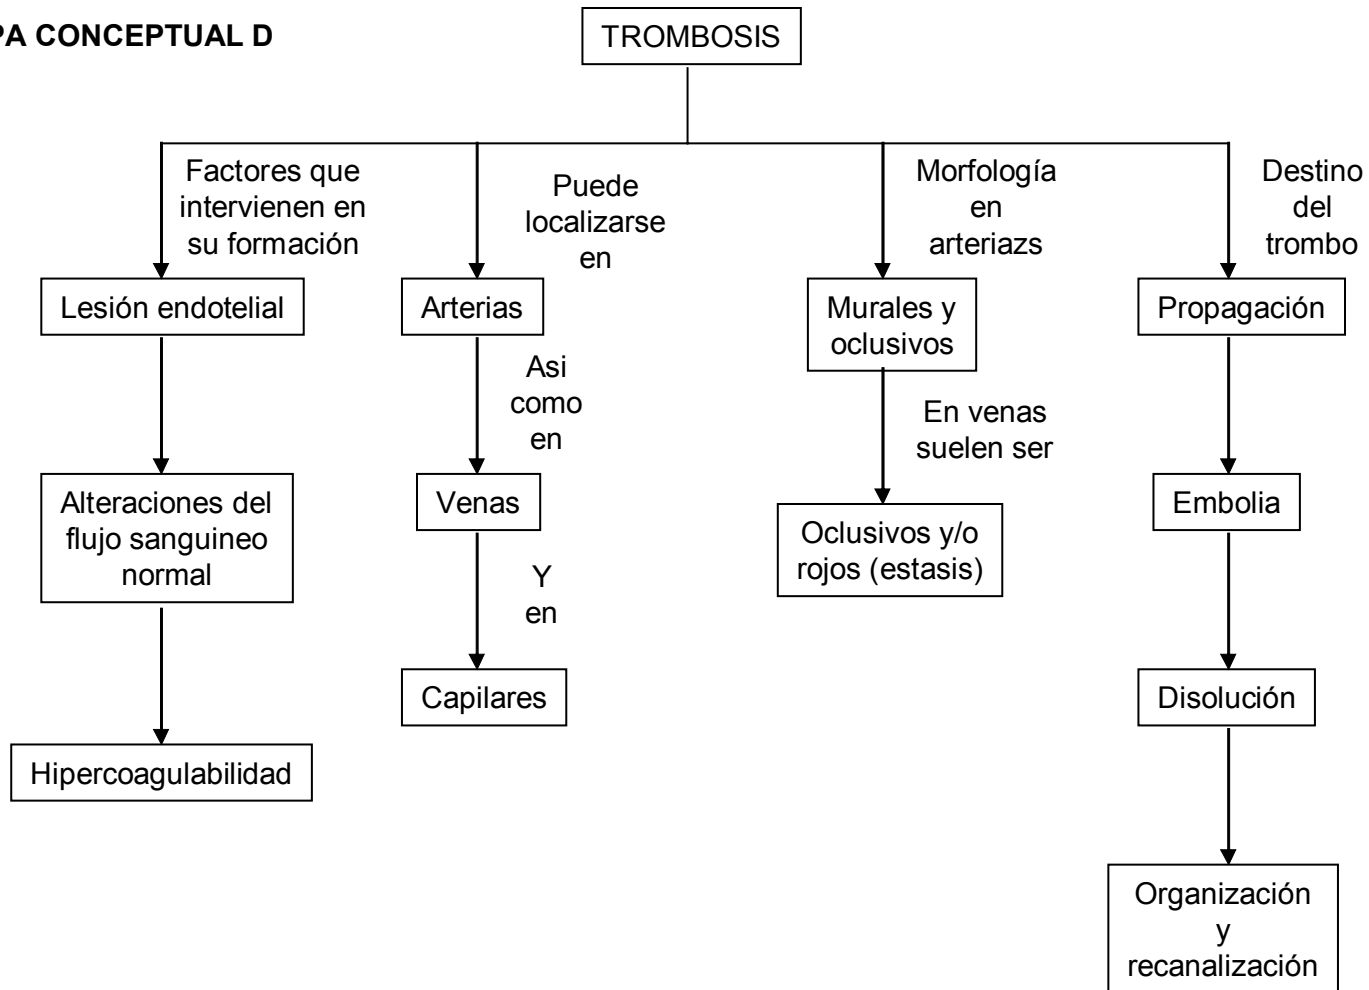 PA CONCEPTUAL D
TROMBOSIS
Factores que
intervienen en
su formación
Puede
localizarse
en
Morfología
en
arteriazs
Destino
del
trombo
Lesión endotelial
Arterias
Murales y
oclusivos
Propagación
Asi
como
en
En venas
suelen ser
Alteraciones del
flujo sanguineo
normal
Venas
Oclusivos y/o
rojos (estasis)
Embolia
Y
en
Hipercoagulabilidad
Capilares
Disolución
Organización
y
recanalización